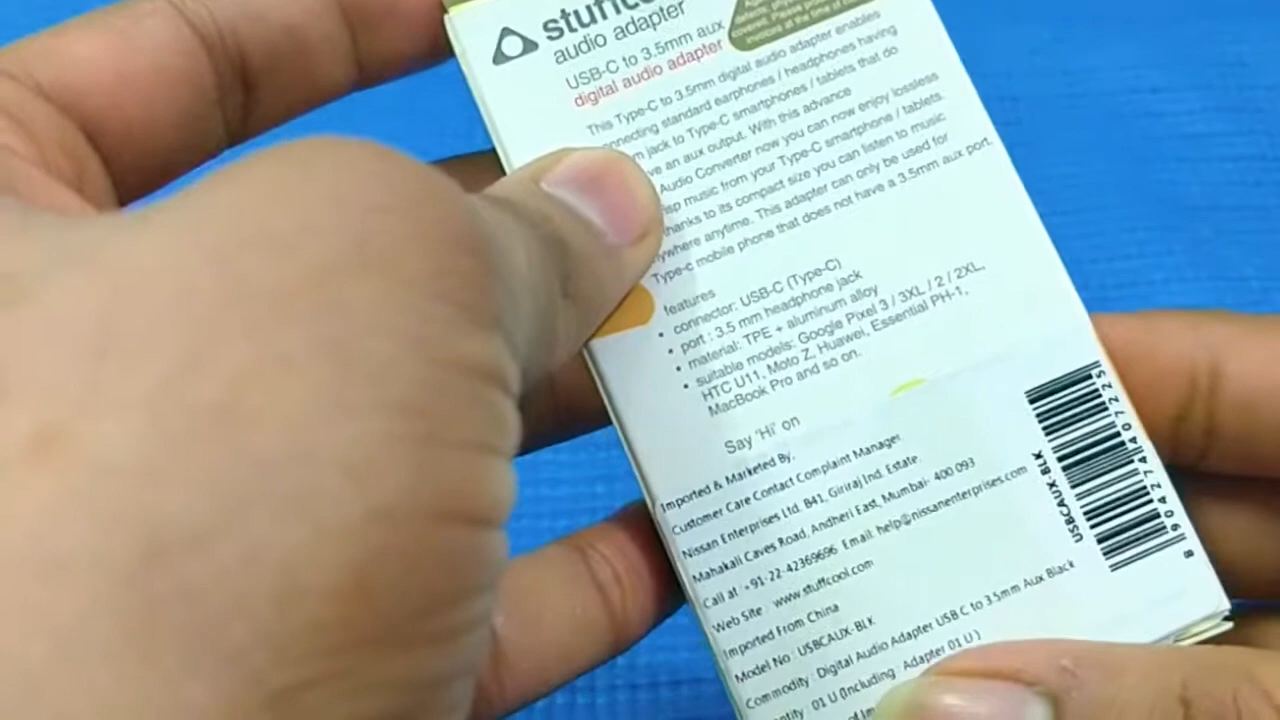 audio adapter
USB-C to 3.5mm aux
digital audio adapter
This Type-C to 3.5mm digital audio adapter enables
standard earphones / headphones having
jack to Type-C smartphones / tablets that do
an aux output. With this advance
Audio Converter now you can now enjoy lossless
music from your Type-C smartphone / tablets.
thanks to its compact size you can listen to music
anytime. This adapter can only be used for
Type-c mobile phone that does not have a 3.5mm aux port.
features
• connector: USB-C (Type-C)
• port : 3.5 mm headphone jack
• material: TPE + aluminum alloy
• suitable models: Google Pixel 3 / 3XL / 2 / 2XL,
HTC U11, Moto Z, Huawei, Essential PH-1,
MacBook Pro and so on.
Say 'Hi' on
Imported & Marketed By,
Customer Care Contact Complaint Manager
Nissan Enterprises Ltd. B41, Giriraj Ind. Estate.
Mahakali Caves Road, Andheri East, Mumbai- 400 093
Call at : +91-22-42369696 Email: help@nissanenterprises.com
Web Site : www.stuffcool.com
Imported From China
Model No : USBCAUX-BLK
Commodity : Digital Audio Adapter USB C to 3.5mm Aux Black
01 U (Including : Adapter 01 U )
USBCAUX-BLK